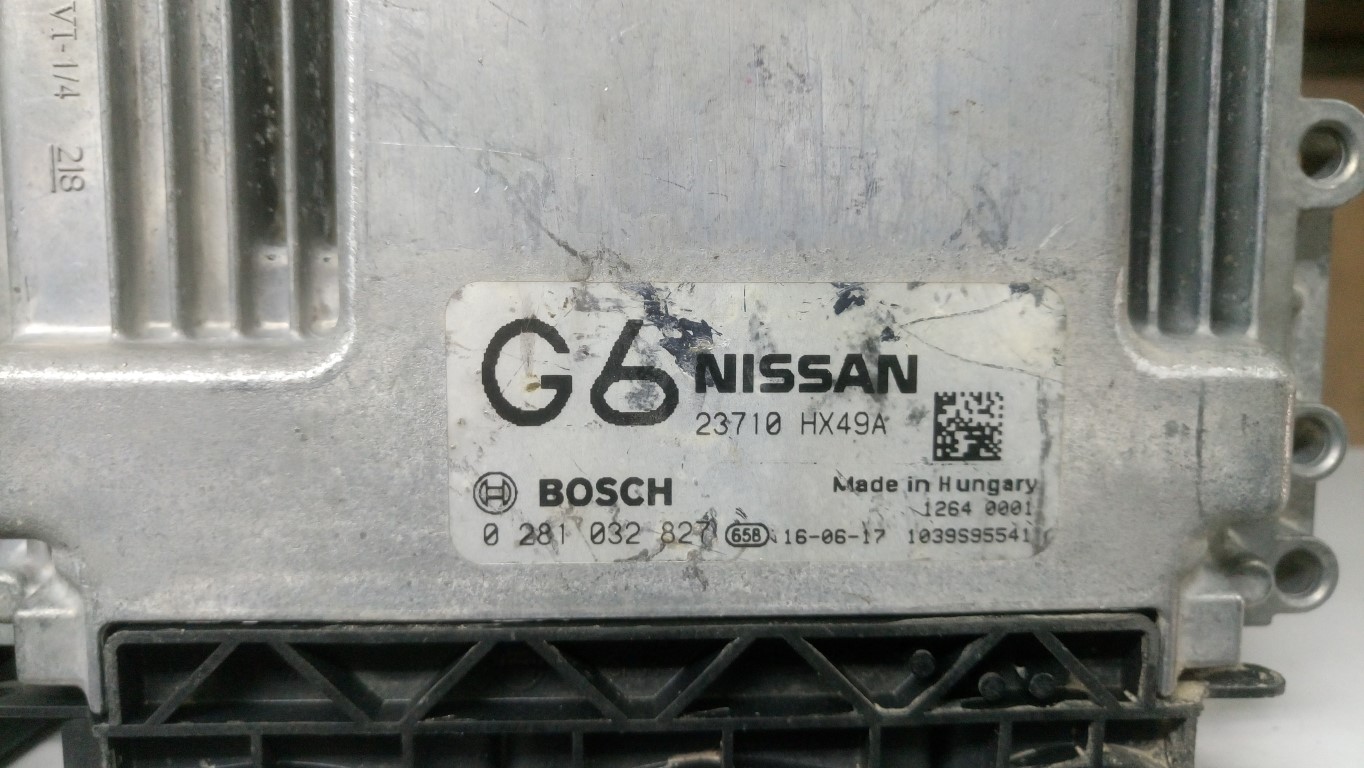 VT-1/4 218
G6 NISSAN
23710 HX49A
BOSCH
Made in Hungary
1264 0001
0 281 032 827 658 16-06-17 1039S95541